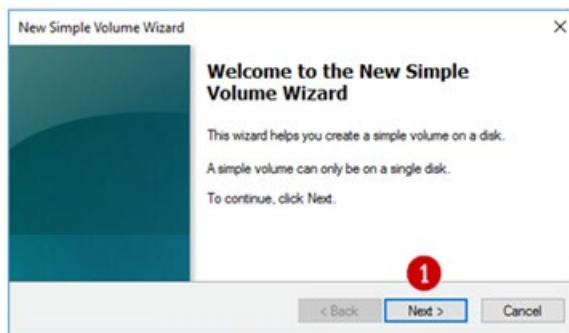 New Simple Volume Wizard
Welcome to the New Simple
Volume Wizard
This wizard helps you create a simple volume on a disk.
A simple volume can only be on a single disk.
To continue, click Next.
1
< Back Next > Cancel